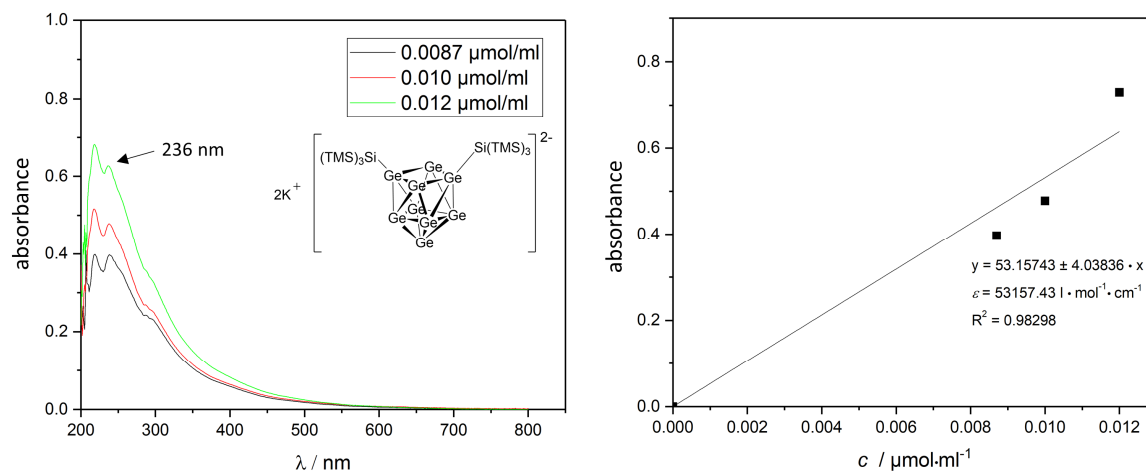 1.0
0.8
0.6
0.4
0.2
0.0
absorbance
200 300 400 500 600 700 800
λ / nm
0.0087 µmol/ml
0.010 µmol/ml
0.012 µmol/ml
236 nm
2K+
(TMS)3Si
Si(TMS)3
2-
Ge
Ge Ge
Ge
Ge
Ge Ge Ge
Ge
0.8
0.6
0.4
0.2
0.0
absorbance
0.000 0.002 0.004 0.006 0.008 0.010 0.012
c / µmol·ml-1
y = 53.15743 ± 4.03836 · x
ε = 53157.43 l · mol-1 · cm-1
R2 = 0.98298